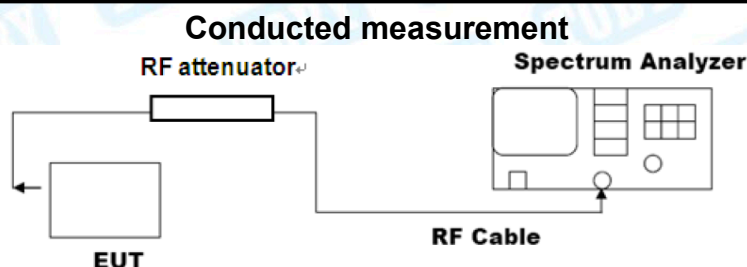 Conducted measurement
RF attenuator↵
Spectrum Analyzer
RF Cable
EUT